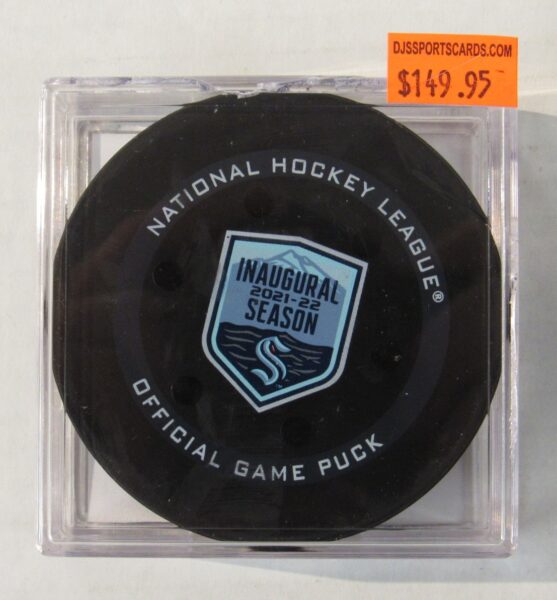 DJSSPORTSCARDS.COM
$149.95
NATIONAL HOCKEY LEAGUE®
INAUGURAL
2021-22
SEASON
OFFICIAL GAME PUCK